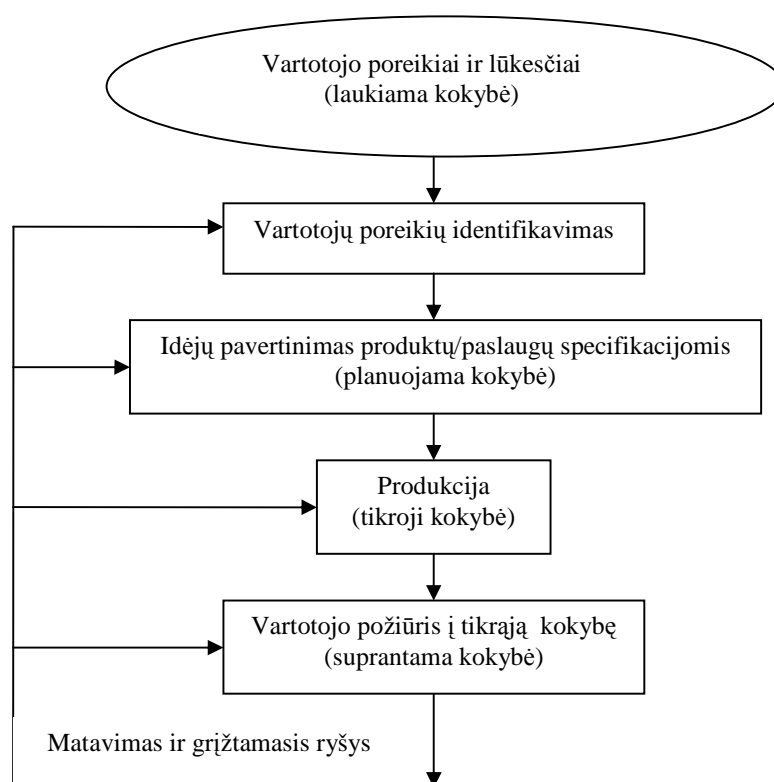 Vartotojo poreikiai ir lūkesčiai
(laukiama kokybė)
Vartotojų poreikių identifikavimas
Idėjų pavertinimas produktų/paslaugų specifikacijomis
(planuojama kokybė)
Produkcija
(tikroji kokybė)
Vartotojo požiūris į tikrąją kokybę
(suprantama kokybė)
Matavimas ir grįžtamasis ryšys